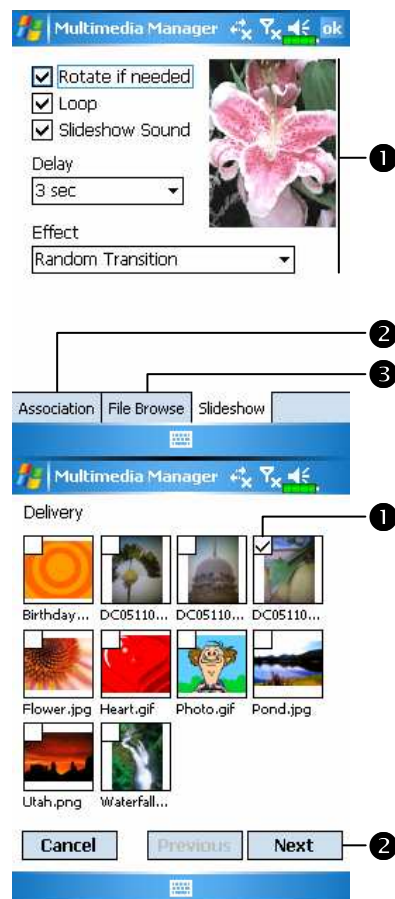 Multimedia Manager ok
Rotate if needed
Loop
Slideshow Sound
1
Delay
3 sec
Effect
Random Transition
2
3
Association File Browse Slideshow
Multimedia Manager
Delivery
1
Birthday... DC05110... DC05110... DC05110...
Flower.jpg Heart.gif Photo.gif Pond.jpg
Utah.png Waterfall...
Cancel Previous Next
2